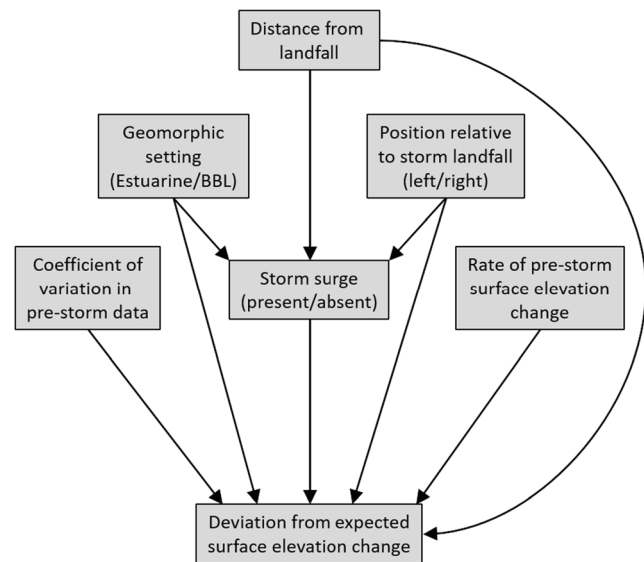 Distance from
landfall
Geomorphic
setting
(Estuarine/BBL)
Position relative
to storm landfall
(left/right)
Coefficient of
variation in
pre-storm data
Storm surge
(present/absent)
Rate of pre-storm
surface elevation
change
Deviation from expected
surface elevation change